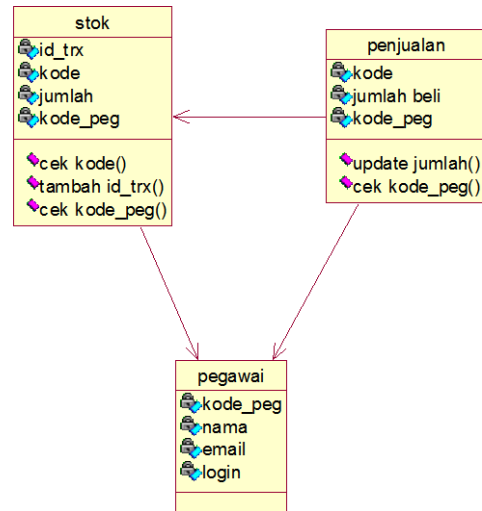 stok
id_trx
kode
jumlah
kode_peg
cek kode()
tambah id_trx()
cek kode_peg()
penjualan
kode
jumlah beli
kode_peg
update jumlah()
cek kode_peg()
pegawai
kode_peg
nama
email
login